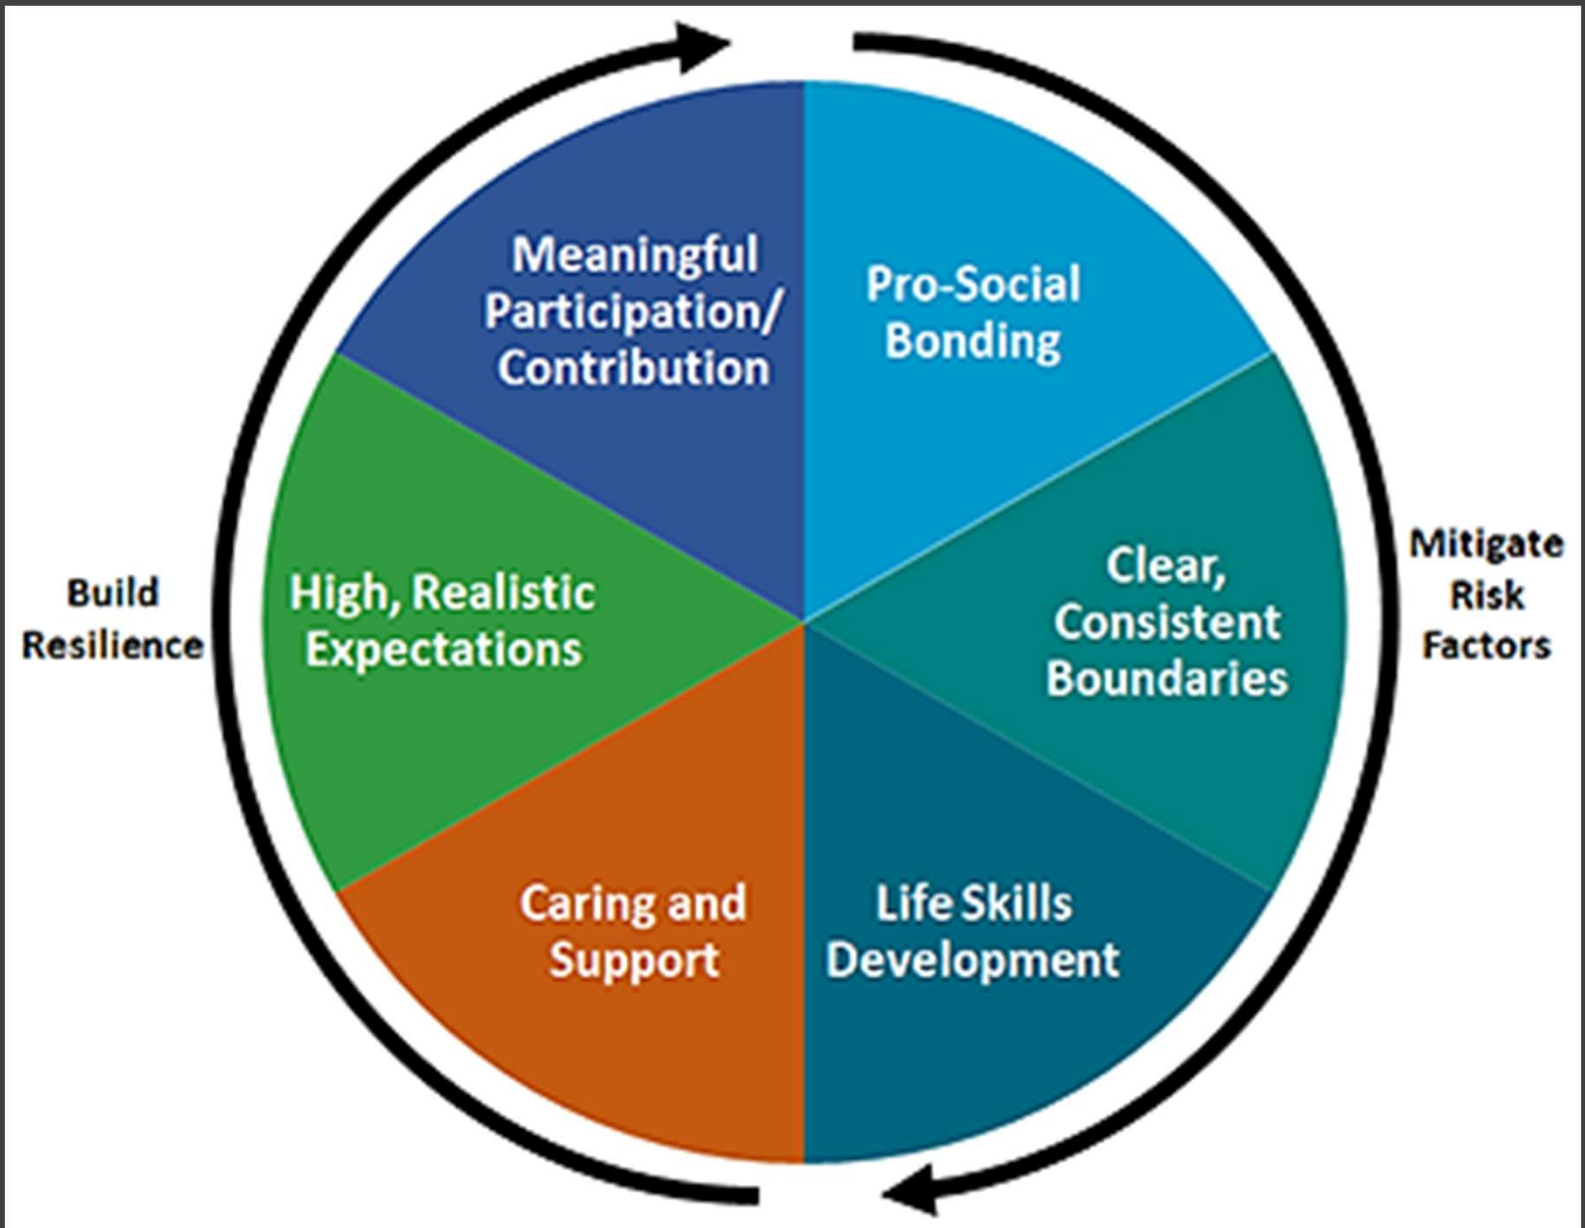 Meaningful
Participation/
Contribution
Pro-Social
Bonding
Clear,
Consistent
Boundaries
Life Skills
Development
Caring and
Support
High, Realistic
Expectations
Build
Resilience
Mitigate
Risk
Factors